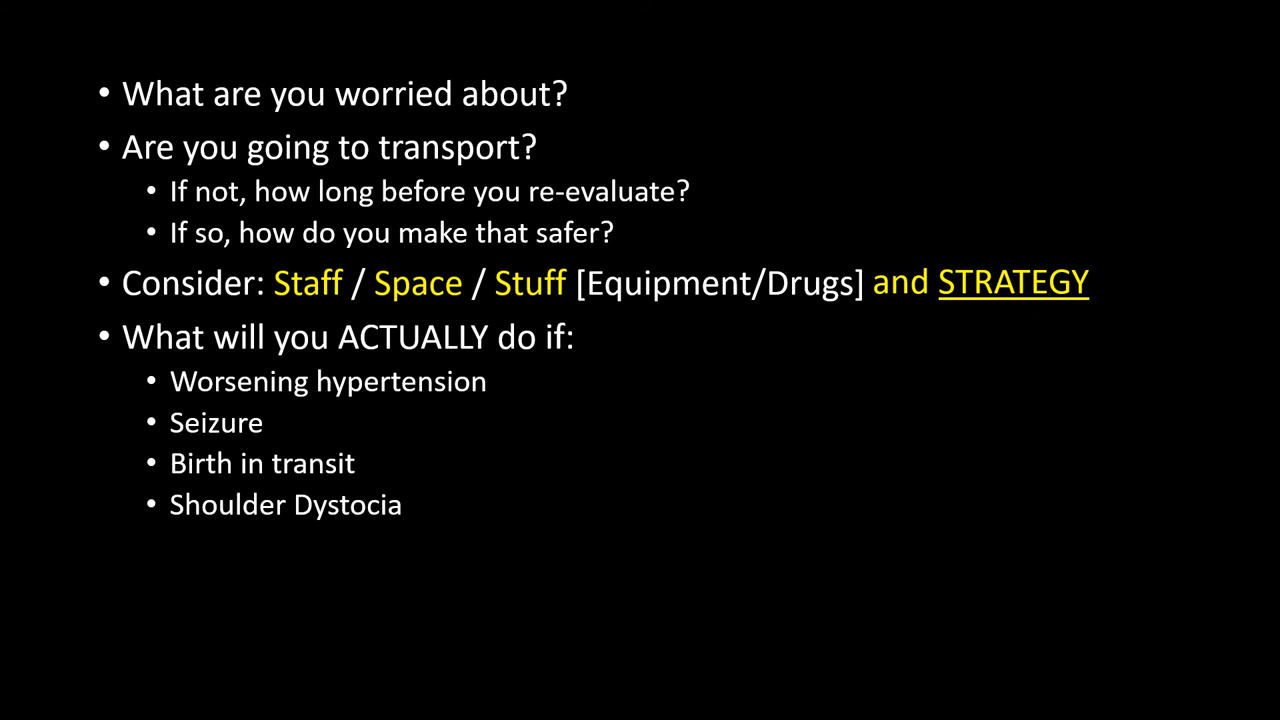 • What are you worried about?
• Are you going to transport?
• If not, how long before you re-evaluate?
• If so, how do you make that safer?
• Consider: Staff / Space / Stuff [Equipment/Drugs] and STRATEGY
• What will you ACTUALLY do if:
• Worsening hypertension
• Seizure
• Birth in transit
• Shoulder Dystocia